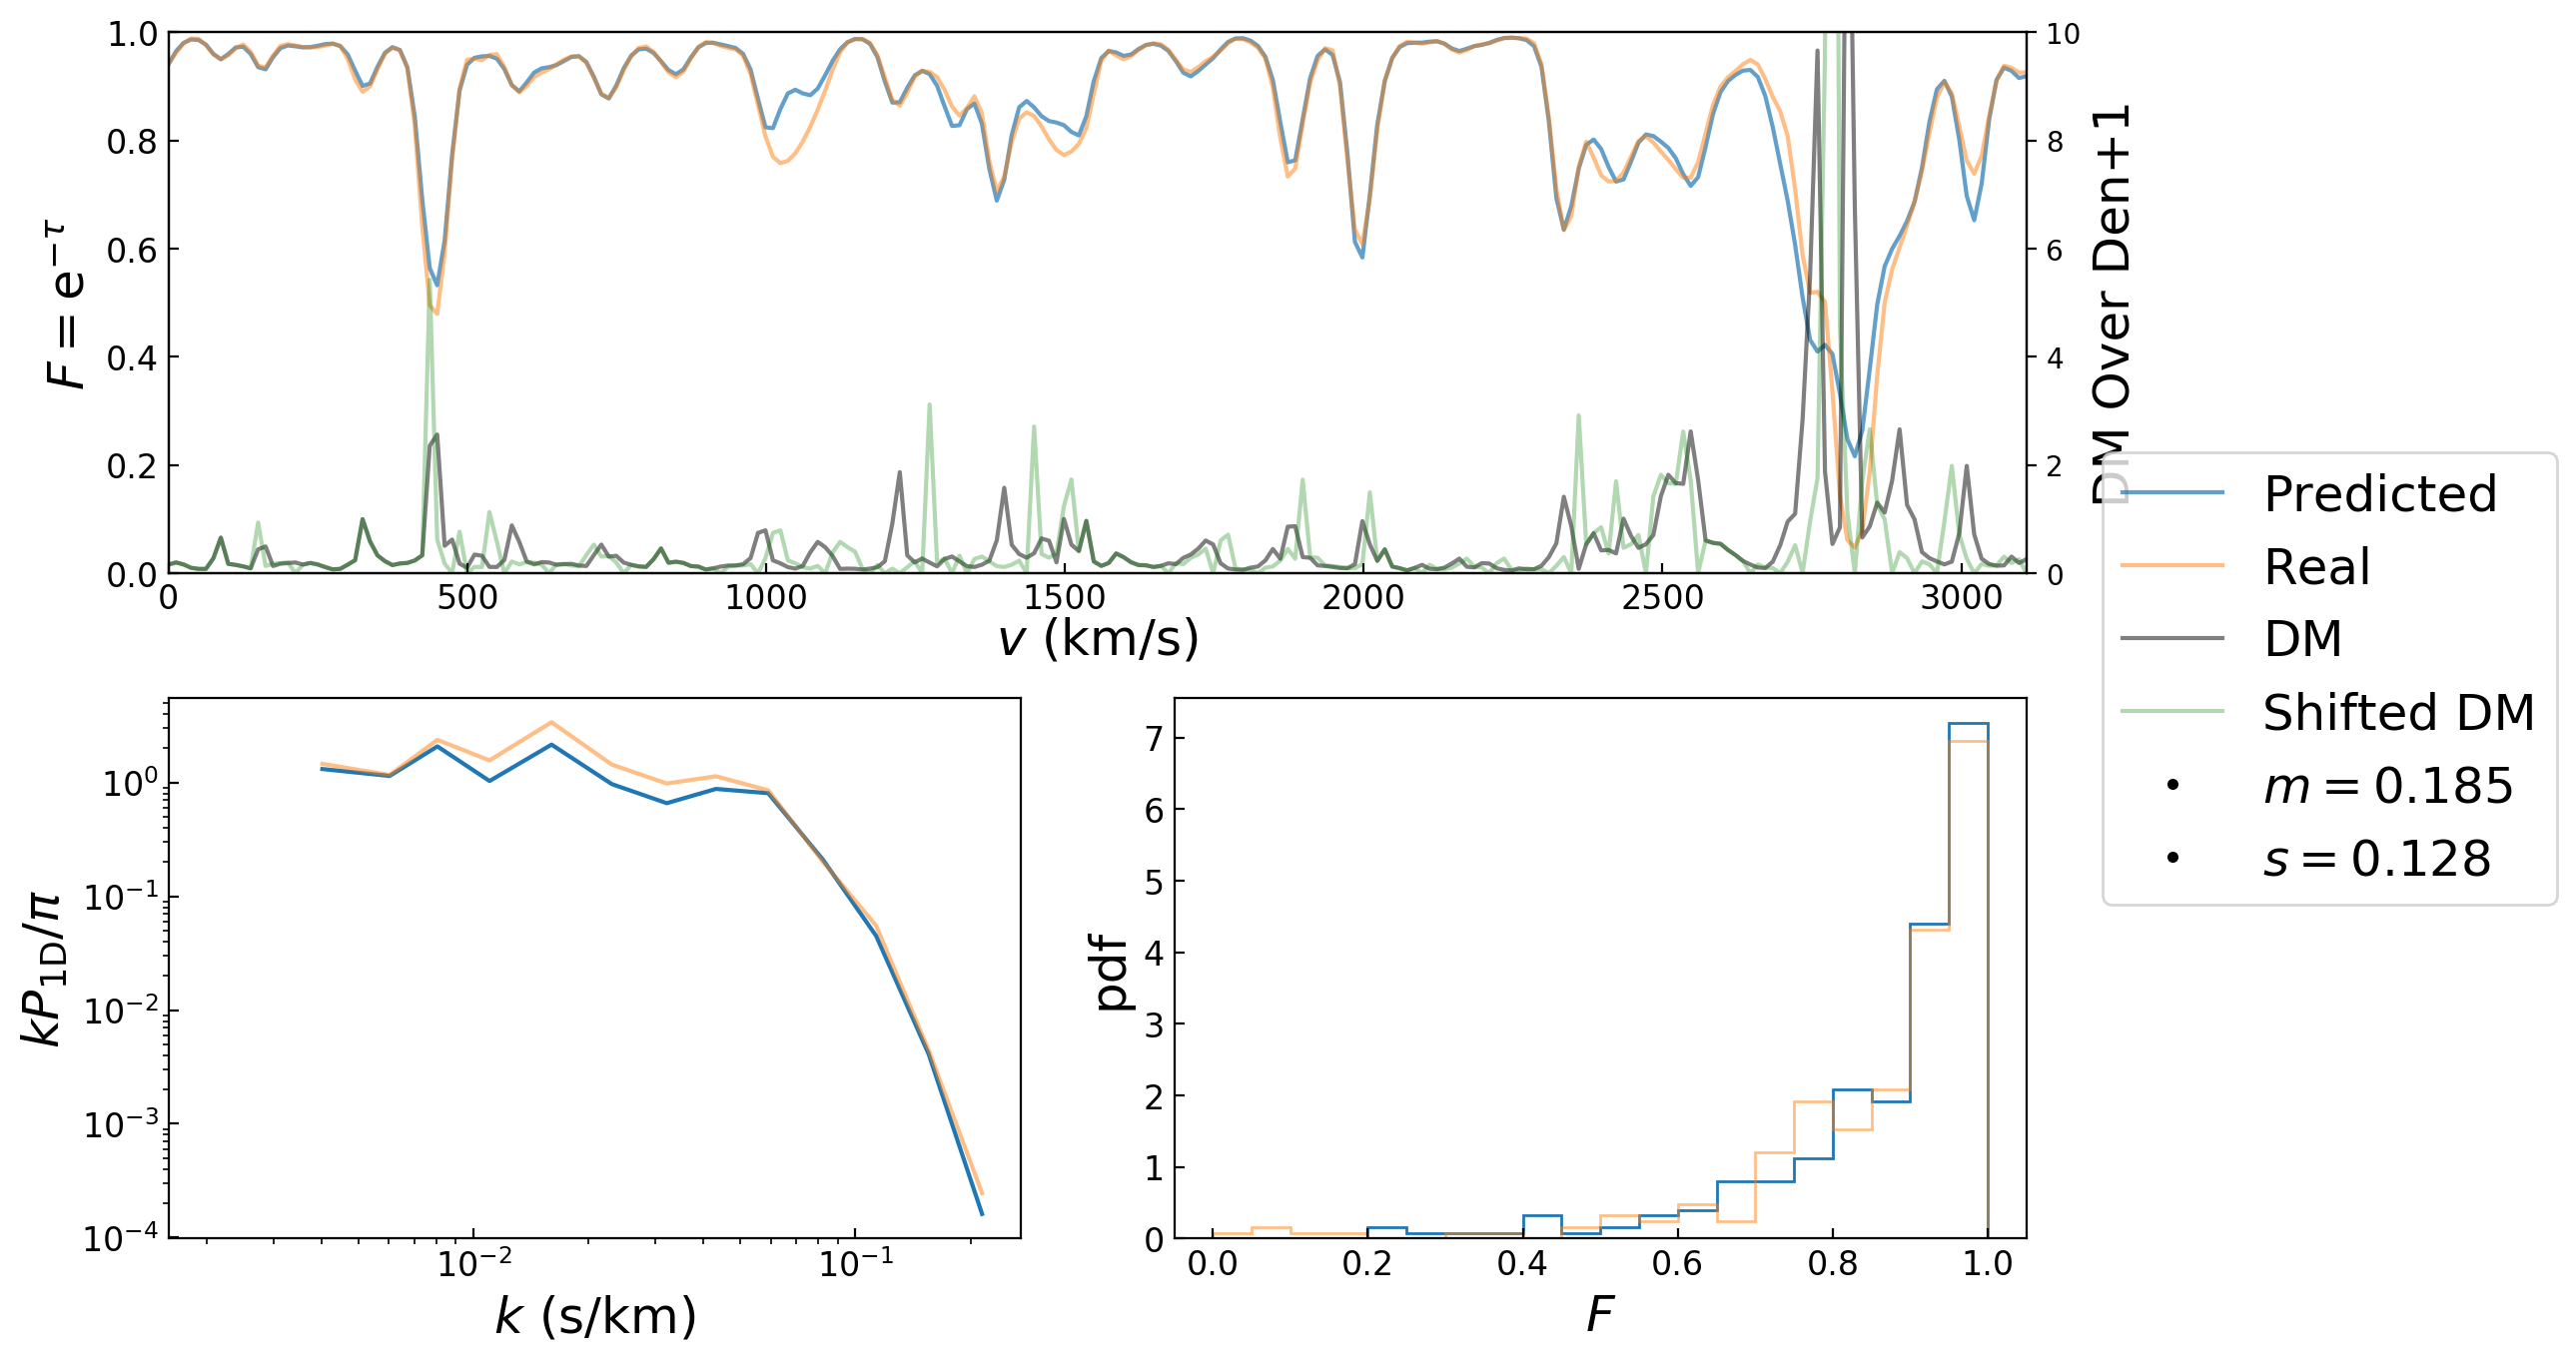 1.0
0.8
0.6
0.4
0.2
0.0
F = e^{-τ}
10
8
6
4
2
0
DM Over Den+1
0 500 1000 1500 2000 2500 3000
v (km/s)
Predicted
Real
DM
Shifted DM
m = 0.185
s = 0.128
10^0
10^{-1}
10^{-2}
10^{-3}
10^{-4}
kP_{1D}/π
10^{-2} 10^{-1}
k (s/km)
7
6
5
4
3
2
1
0
pdf
0.0 0.2 0.4 0.6 0.8 1.0
F